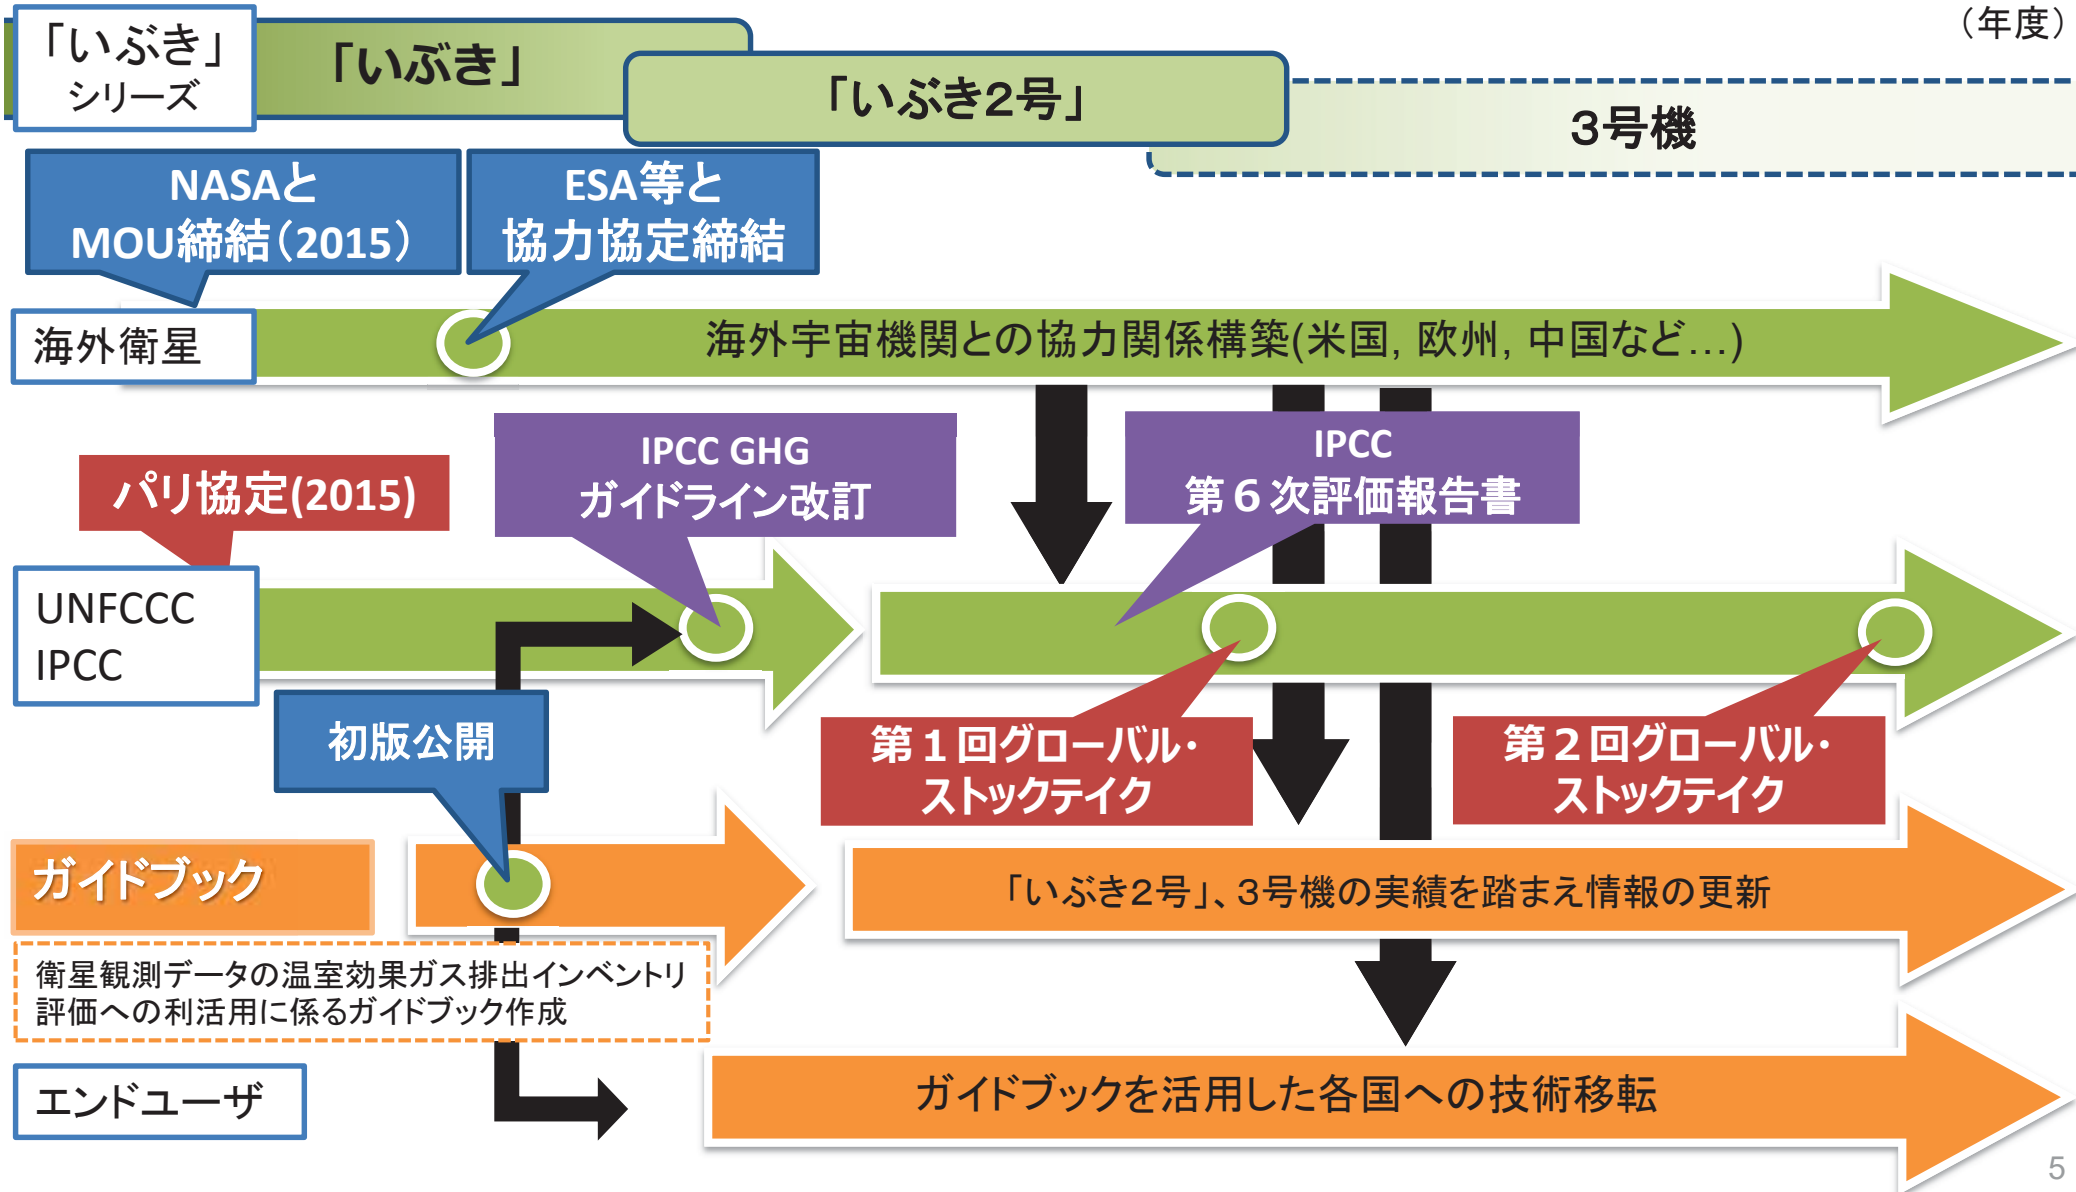 （年度）
「いぶき」
シリーズ
「いぶき」
「いぶき２号」
３号機
NASAと
MOU締結（2015）
ESA等と
協力協定締結
海外衛星
海外宇宙機関との協力関係構築(米国, 欧州, 中国など…)
パリ協定(2015)
IPCC GHG
ガイドライン改訂
IPCC
第６次評価報告書
UNFCCC
IPCC
初版公開
第１回グローバル・
ストックテイク
第２回グローバル・
ストックテイク
ガイドブック
「いぶき２号」、３号機の実績を踏まえ情報の更新
衛星観測データの温室効果ガス排出インベントリ
評価への利活用に係るガイドブック作成
エンドユーザ
ガイドブックを活用した各国への技術移転
5